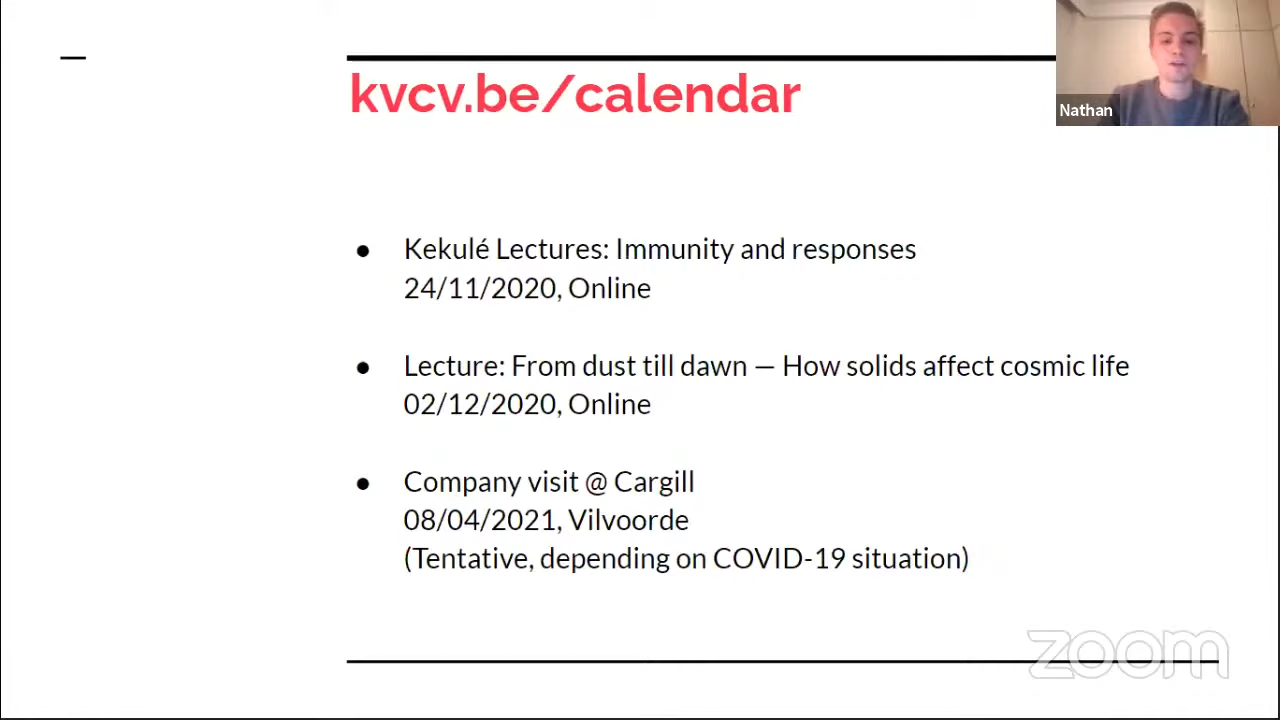 kvcv.be/calendar
Nathan
● Kekulé Lectures: Immunity and responses
24/11/2020, Online
● Lecture: From dust till dawn — How solids affect cosmic life
02/12/2020, Online
● Company visit @ Cargill
08/04/2021, Vilvoorde
(Tentative, depending on COVID-19 situation)
zoom